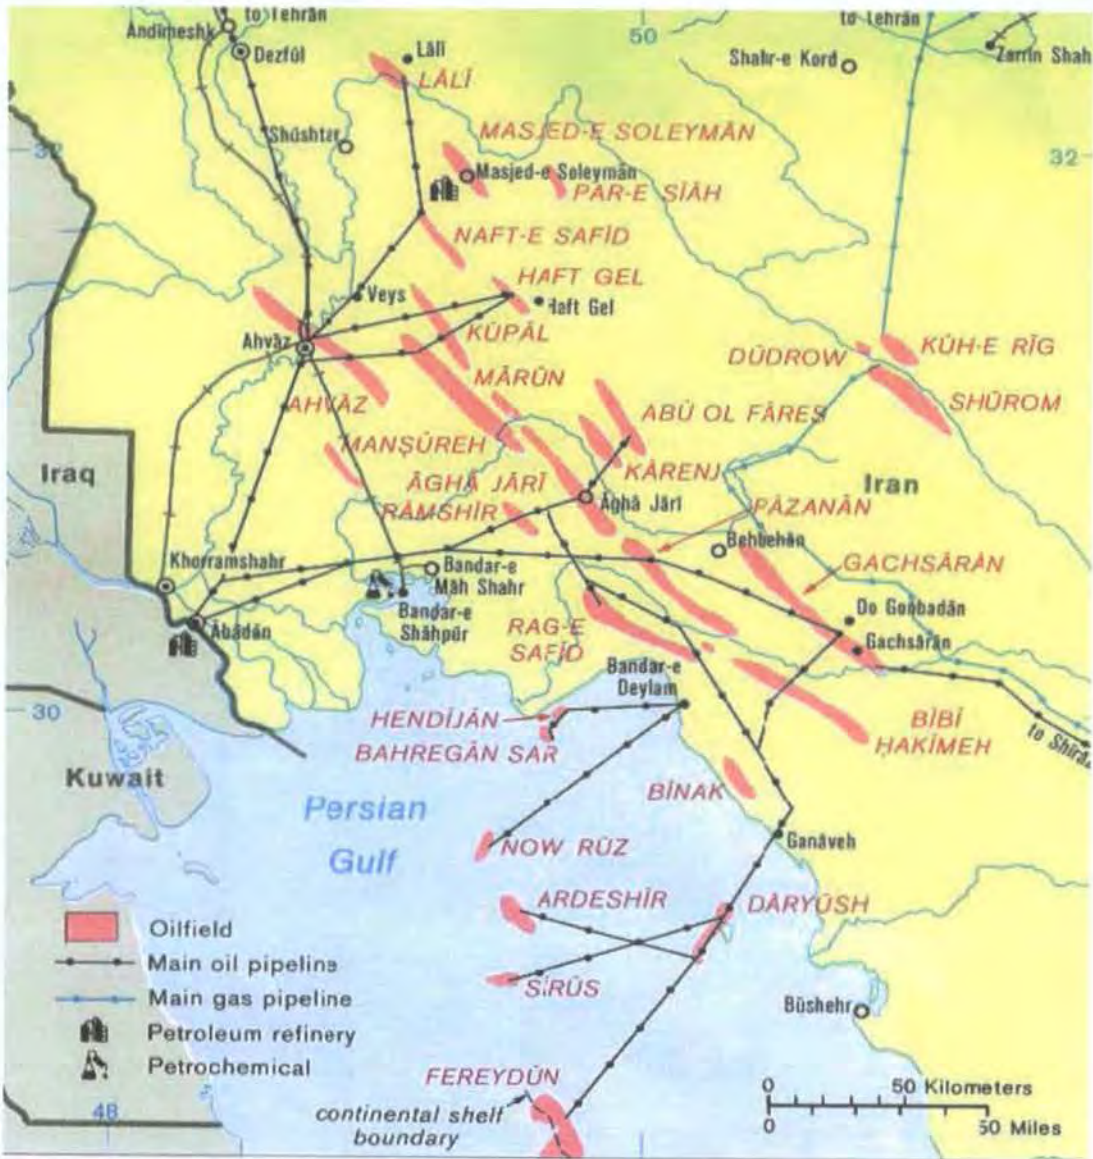 to Tehrān
Andīmeshk
Dezfūl
Lālī
LĀLĪ
50
to Tehrān
Shahr-e Kord
Zarrīn Shah
32
Shūshtar
MASJED-E SOLEYMĀN
Masjed-e Soleymān
PAR-E SĪĀH
32
NAFT-E SAFĪD
HAFT GEL
Veys
Haft Gel
KŪPĀL
Ahvāz
DŪDROW
KŪH-E RĪG
MĀRŪN
AHVĀZ
ABŪ OL FĀRES
SHŪROM
MANṢŪREH
KĀRENJ
Iraq
ĀGHĀ JĀRĪ
Āghā Jārī
Iran
RĀMSHĪR
PĀZANĀN
Behbehān
Khorramshahr
Bandar-e
Māh Shahr
GACHSĀRĀN
Ābādān
Bandar-e
Shāhpūr
Do Gonbadān
RAG-E
SAFĪD
Gachsārān
Bandar-e
Deylam
30
HENDĪJĀN
BAHREGĀN SAR
BĪBĪ
ḤAKĪMEH
to Shīrāz
Kuwait
BĪNAK
Persian
Gulf
NOW RŪZ
Ganāveh
ARDESHĪR
DĀRYŪSH
Oilfield
Main oil pipeline
SĪRŪS
Main gas pipeline
Būshehr
Petroleum refinery
Petrochemical
FEREYDŪN
0 50 Kilometers
continental shelf
boundary
0 50 Miles
48